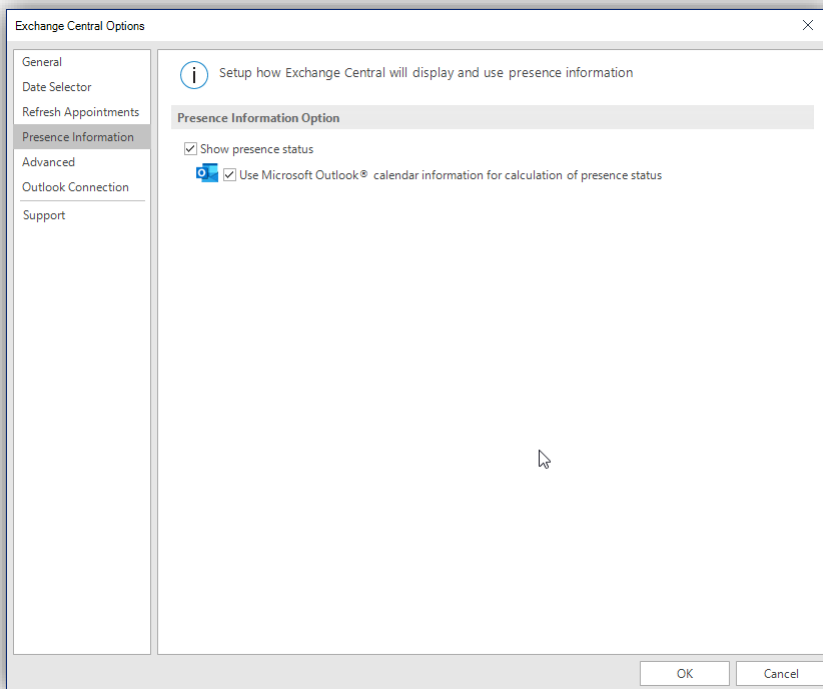 Exchange Central Options
General
Date Selector
Refresh Appointments
Presence Information
Advanced
Outlook Connection
Support
Setup how Exchange Central will display and use presence information
Presence Information Option
Show presence status
Use Microsoft Outlook® calendar information for calculation of presence status
OK
Cancel